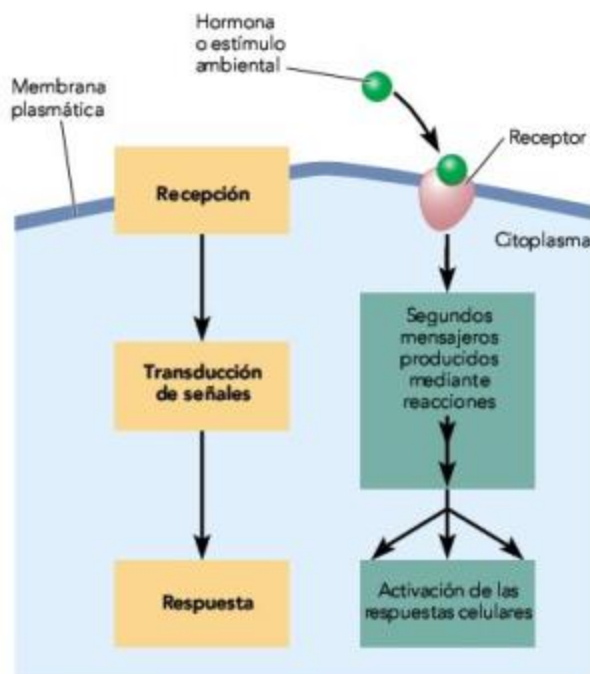 Hormona
o estímulo
ambiental
Membrana
plasmática
Receptor
Recepción
Citoplasma
Segundos
mensajeros
producidos
mediante
reacciones
Transducción
de señales
Respuesta
Activación de las
respuestas celulares